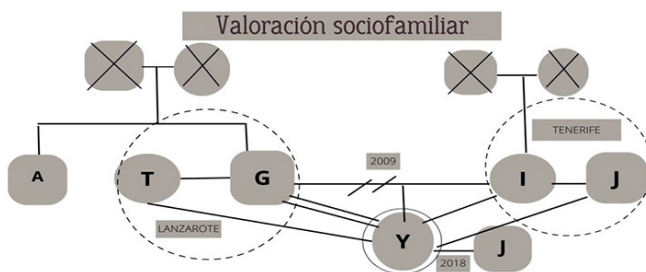 Valoración sociofamiliar
TENERIFE
2009
A
T
G
I
J
LANZAROTE
Y
J
2018